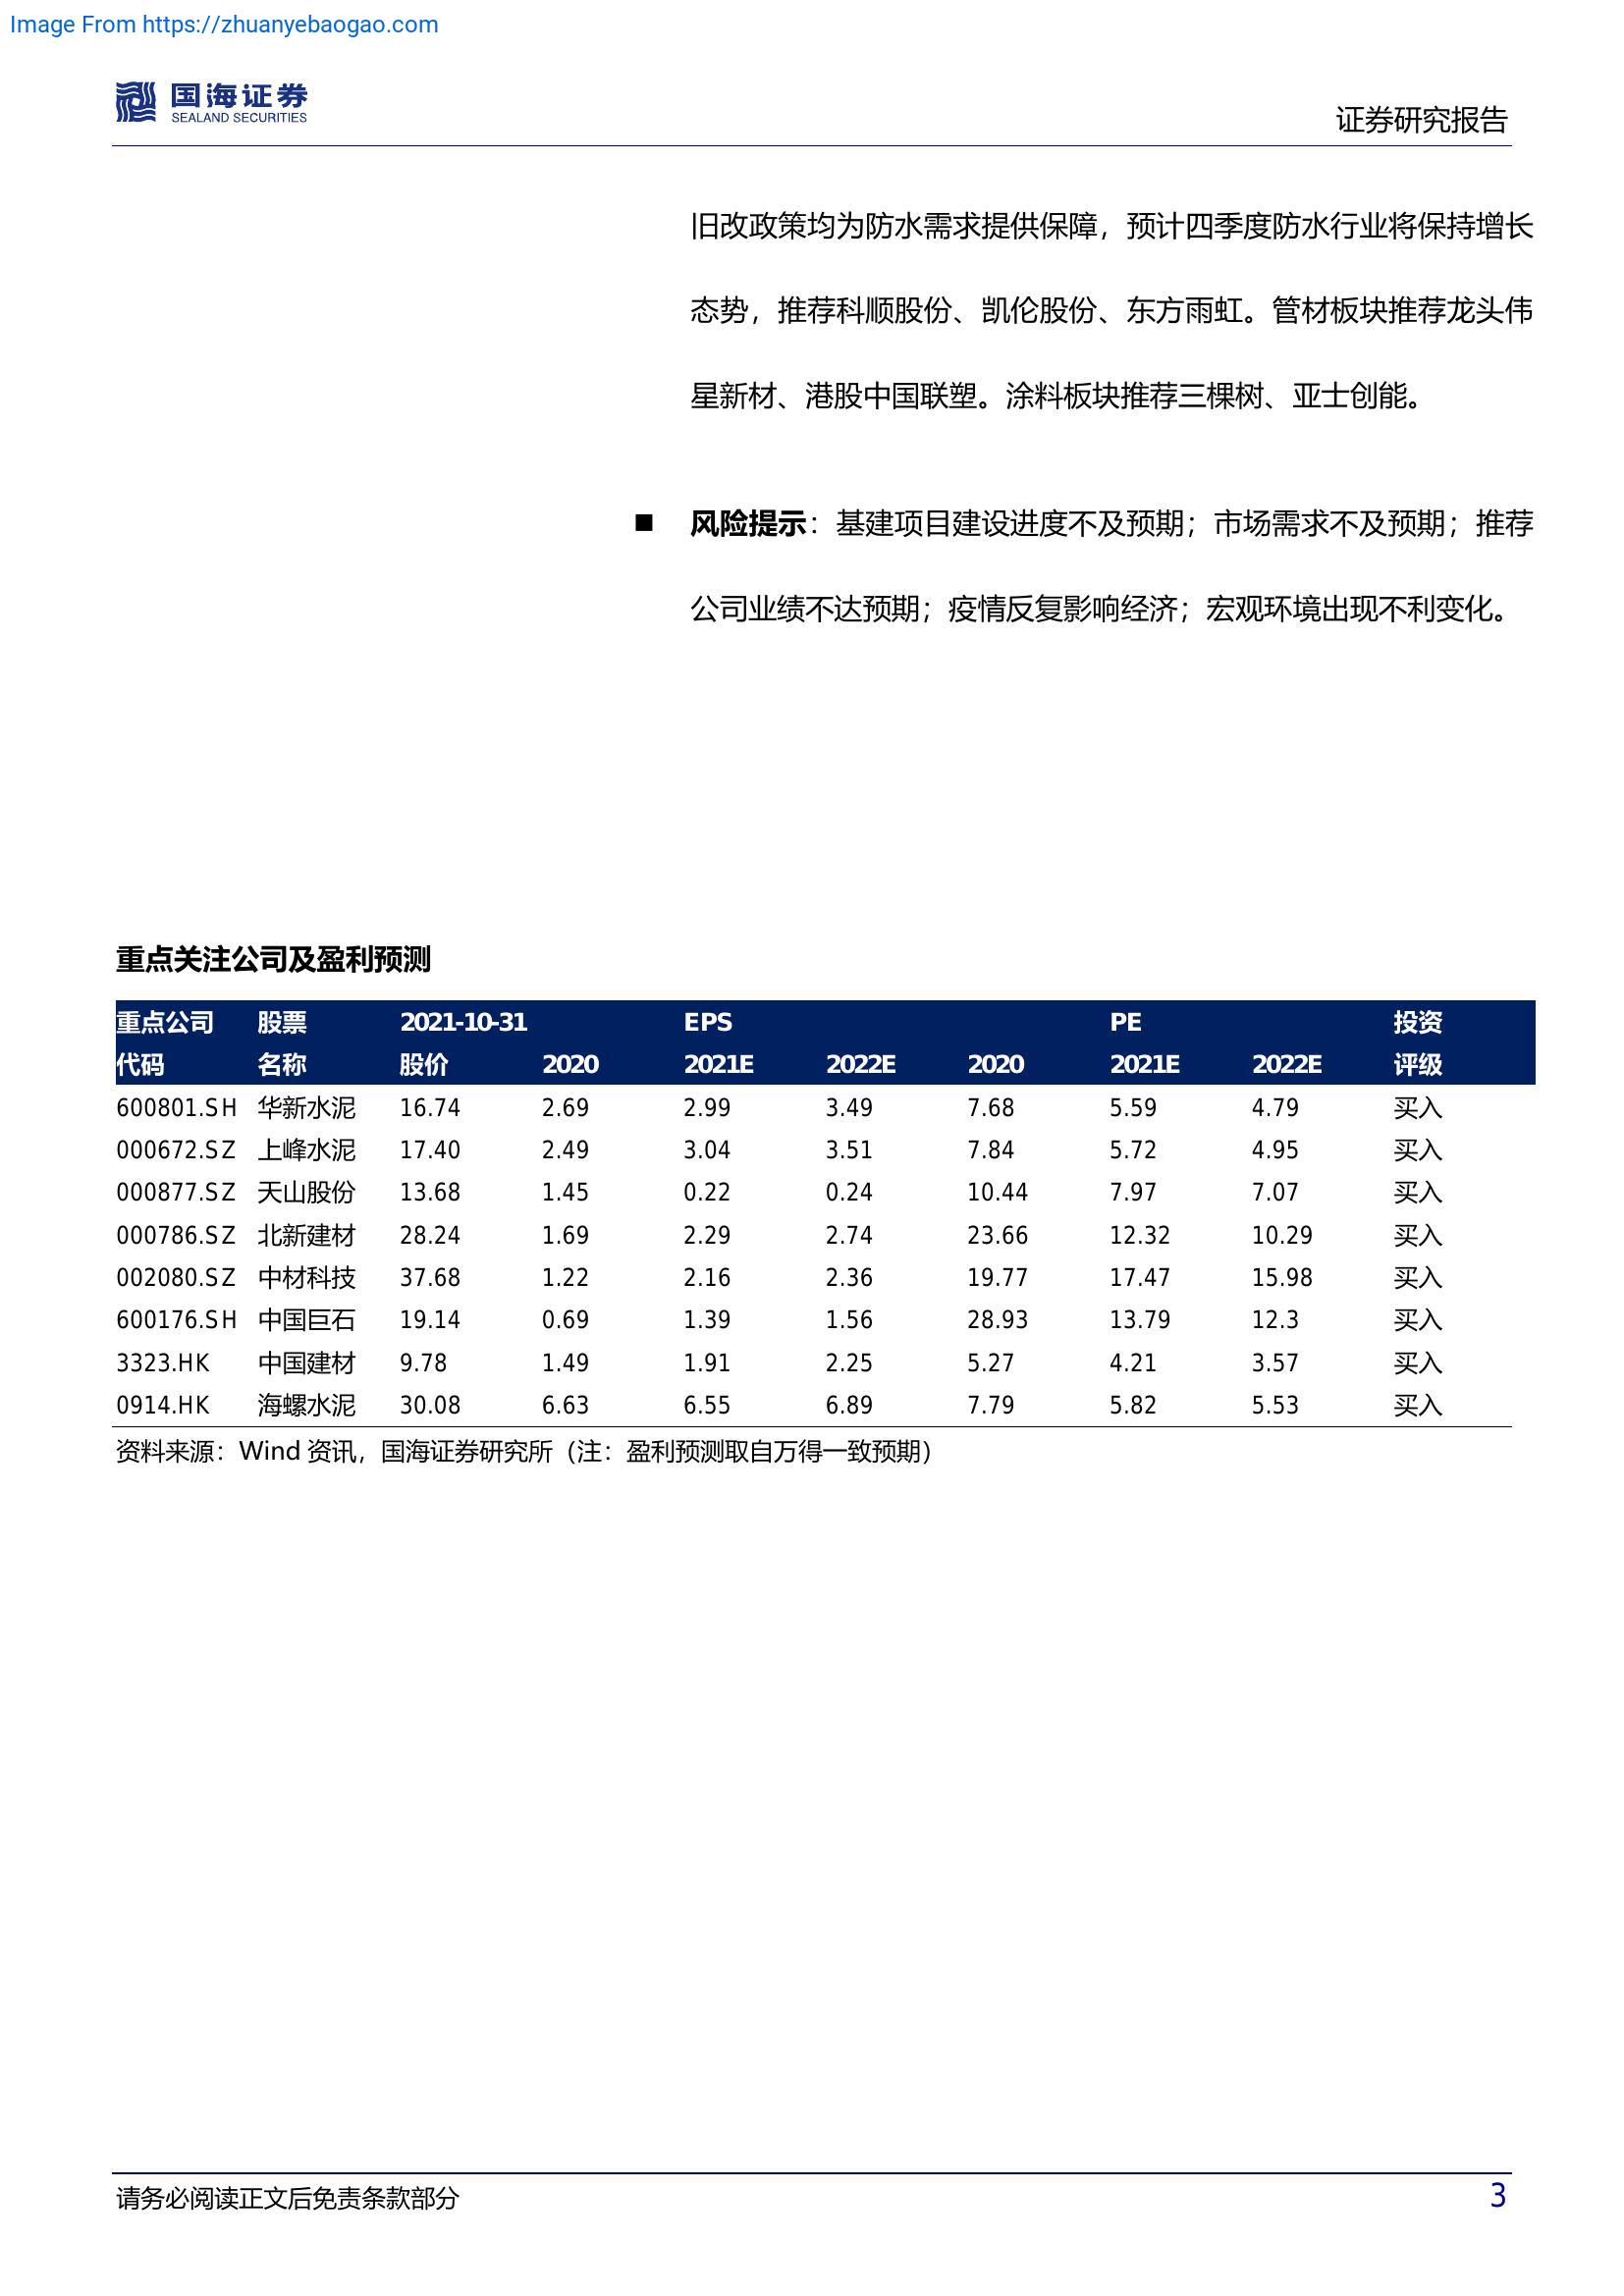 Image From https://zhuanyebaogao.com
国海证券
SEALAND SECURITIES
证券研究报告
旧改政策均为防水需求提供保障，预计四季度防水行业将保持增长
态势，推荐科顺股份、凯伦股份、东方雨虹。管材板块推荐龙头伟
星新材、港股中国联塑。涂料板块推荐三棵树、亚士创能。
■ 风险提示：基建项目建设进度不及预期；市场需求不及预期；推荐
公司业绩不达预期；疫情反复影响经济；宏观环境出现不利变化。
重点关注公司及盈利预测
重点公司 股票 2021-10-31 EPS PE 投资
代码 名称 股价 2020 2021E 2022E 2020 2021E 2022E 评级
600801.SH 华新水泥 16.74 2.69 2.99 3.49 7.68 5.59 4.79 买入
000672.SZ 上峰水泥 17.40 2.49 3.04 3.51 7.84 5.72 4.95 买入
000877.SZ 天山股份 13.68 1.45 0.22 0.24 10.44 7.97 7.07 买入
000786.SZ 北新建材 28.24 1.69 2.29 2.74 23.66 12.32 10.29 买入
002080.SZ 中材科技 37.68 1.22 2.16 2.36 19.77 17.47 15.98 买入
600176.SH 中国巨石 19.14 0.69 1.39 1.56 28.93 13.79 12.3 买入
3323.HK 中国建材 9.78 1.49 1.91 2.25 5.27 4.21 3.57 买入
0914.HK 海螺水泥 30.08 6.63 6.55 6.89 7.79 5.82 5.53 买入
资料来源：Wind 资讯，国海证券研究所（注：盈利预测取自万得一致预期）
请务必阅读正文后免责条款部分
3